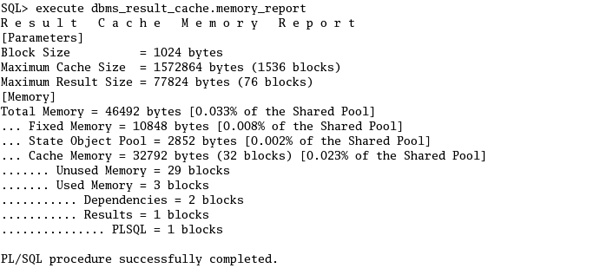 SQL> execute dbms_result_cache.memory_report
R e s u l t   C a c h e   M e m o r y   R e p o r t
[Parameters]
Block Size          = 1024 bytes
Maximum Cache Size  = 1572864 bytes (1536 blocks)
Maximum Result Size = 77824 bytes (76 blocks)
[Memory]
Total Memory = 46492 bytes [0.033% of the Shared Pool]
... Fixed Memory = 10848 bytes [0.008% of the Shared Pool]
... State Object Pool = 2852 bytes [0.002% of the Shared Pool]
... Cache Memory = 32792 bytes (32 blocks) [0.023% of the Shared Pool]
....... Unused Memory = 29 blocks
....... Used Memory = 3 blocks
........... Dependencies = 2 blocks
........... Results = 1 blocks
............... PLSQL = 1 blocks
PL/SQL procedure successfully completed.